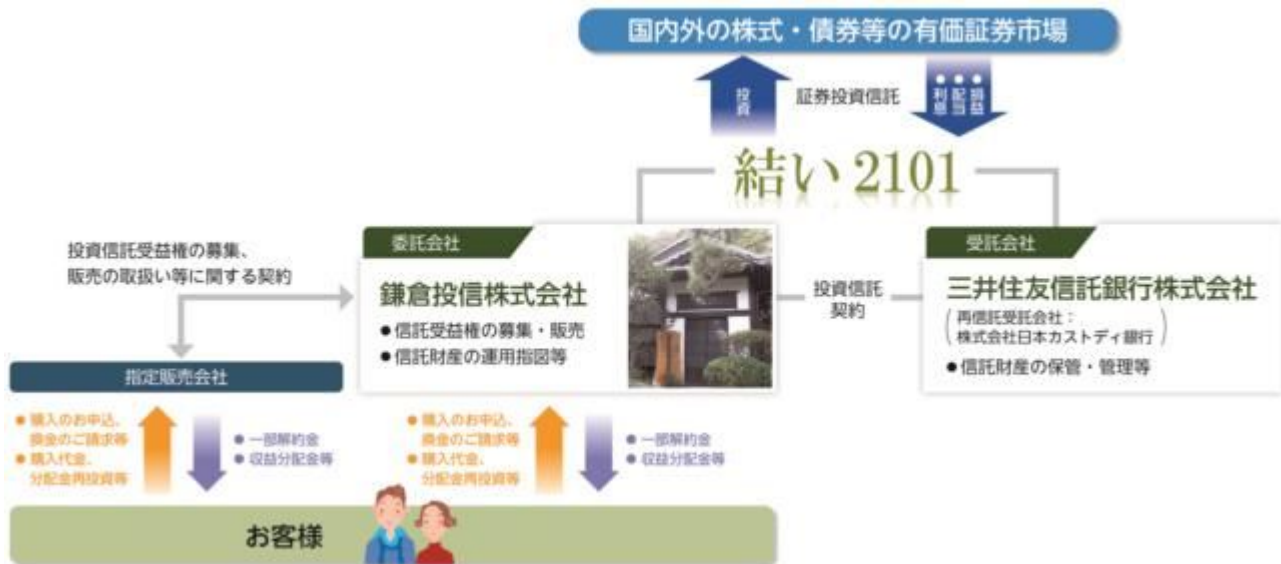 国内外の株式・債券等の有価証券市場
投資
証券投資信託
●損益
●配当
●利息
結い 2101
投資信託受益権の募集、
販売の取扱い等に関する契約
委託会社
鎌倉投信株式会社
●信託受益権の募集・販売
●信託財産の運用指図等
投資信託
契約
受託会社
三井住友信託銀行株式会社
(再信託受託会社：
株式会社日本カストディ銀行)
●信託財産の保管・管理等
指定販売会社
●購入のお申込、
換金のご請求等
●購入代金、
分配金再投資等
●一部解約金
●収益分配金等
●購入のお申込、
換金のご請求等
●購入代金、
分配金再投資等
●一部解約金
●収益分配金等
お客様